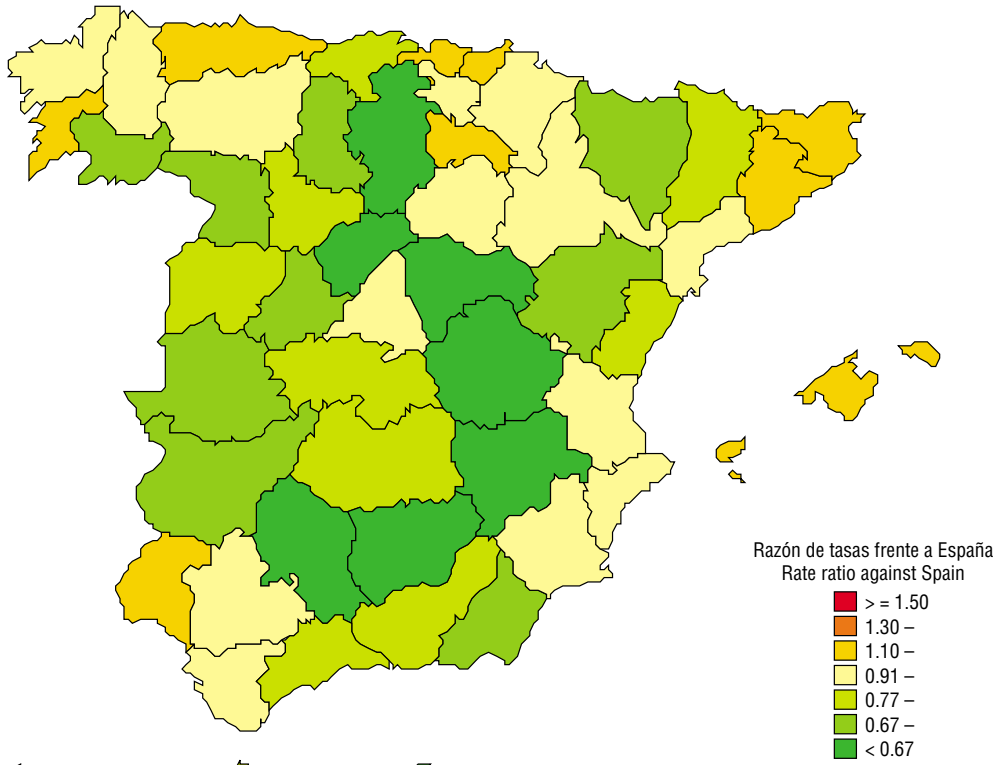 Razón de tasas frente a España
Rate ratio against Spain
> = 1.50
1.30 –
1.10 –
0.91 –
0.77 –
0.67 –
< 0.67